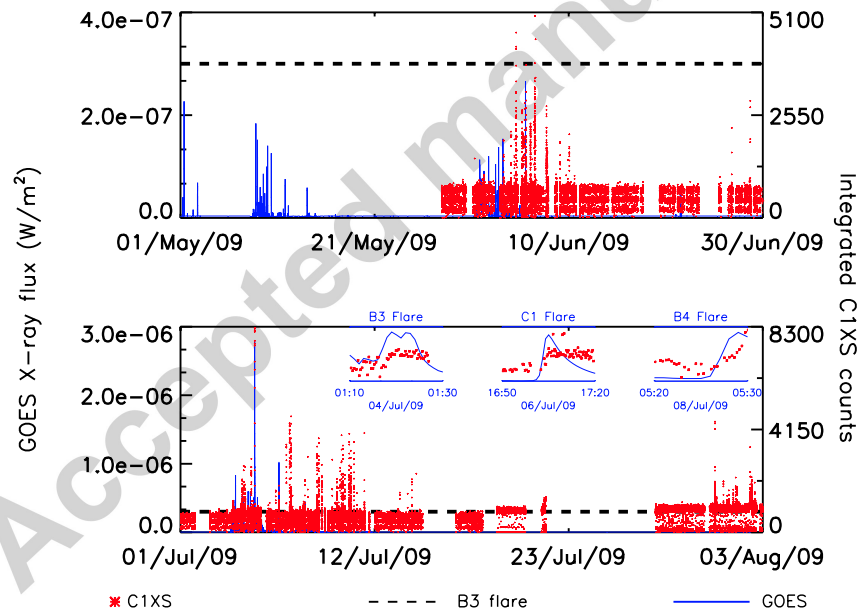 4.0e-07
5100
2.0e-07
2550
0.0
0
01/May/09
21/May/09
10/Jun/09
30/Jun/09
GOES X-ray flux (W/m²)
Integrated C1XS counts
3.0e-06
B3 Flare
C1 Flare
B4 Flare
8300
01:10
01:30
16:50
17:20
05:20
05:30
04/Jul/09
06/Jul/09
08/Jul/09
2.0e-06
4150
1.0e-06
0.0
0
01/Jul/09
12/Jul/09
23/Jul/09
03/Aug/09
C1XS
B3 flare
GOES
Accepted manu